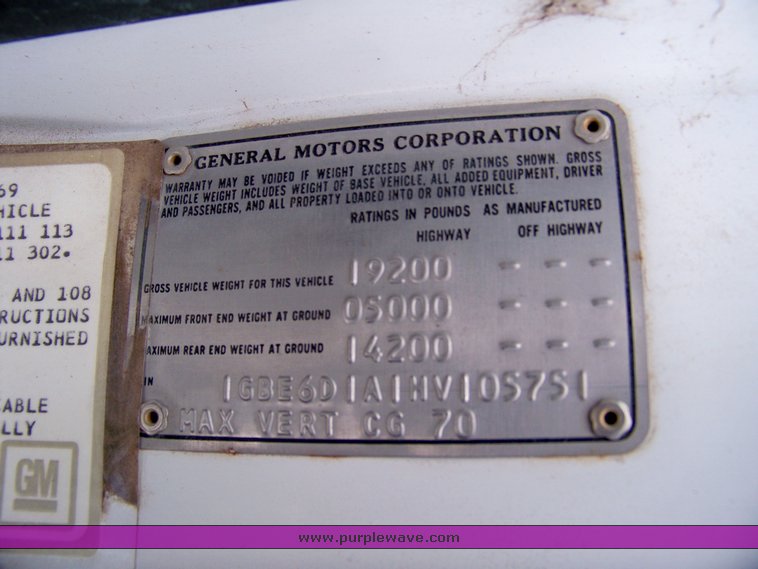 69
HICLE
111 113
11 302.
AND 108
RUCTIONS
URNISHED
ABLE
LLY
GM
GENERAL MOTORS CORPORATION
WARRANTY MAY BE VOIDED IF WEIGHT EXCEEDS ANY OF RATINGS SHOWN. GROSS
VEHICLE WEIGHT INCLUDES WEIGHT OF BASE VEHICLE, ALL ADDED EQUIPMENT, DRIVER
AND PASSENGERS, AND ALL PROPERTY LOADED INTO OR ONTO VEHICLE.
RATINGS IN POUNDS AS MANUFACTURED
HIGHWAY OFF HIGHWAY
GROSS VEHICLE WEIGHT FOR THIS VEHICLE 19200 - - -
MAXIMUM FRONT END WEIGHT AT GROUND 05000 - - -
MAXIMUM REAR END WEIGHT AT GROUND 14200 - - -
IN 1GBE6D1A1HV105751
MAX VERT CG 70
www.purplewave.com